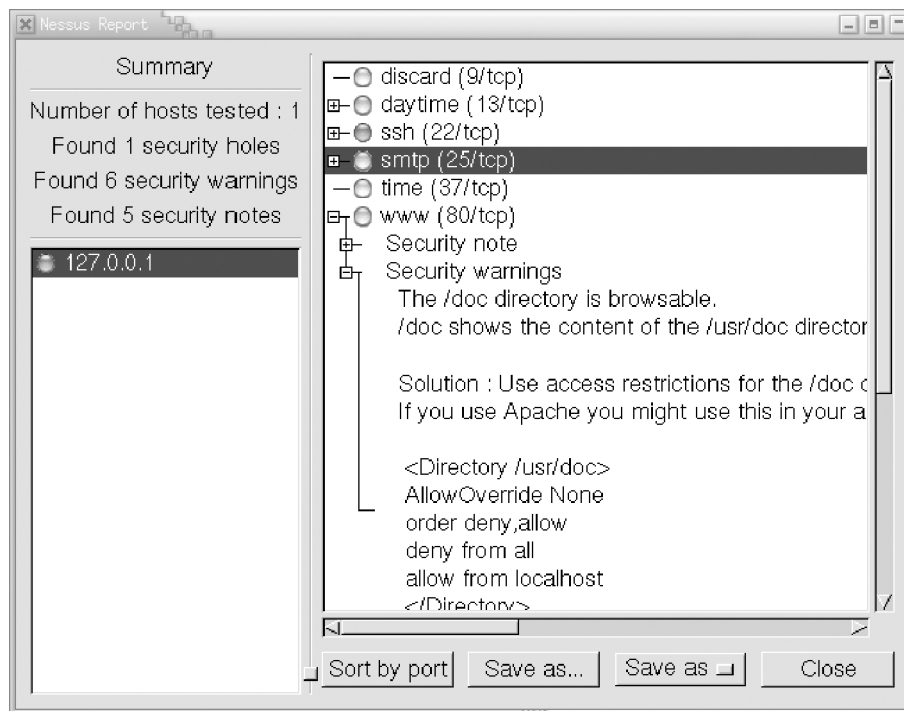 Nessus Report
Summary
Number of hosts tested : 1
Found 1 security holes
Found 6 security warnings
Found 5 security notes
127.0.0.1
discard (9/tcp)
daytime (13/tcp)
ssh (22/tcp)
smtp (25/tcp)
time (37/tcp)
www (80/tcp)
Security note
Security warnings
The /doc directory is browsable.
/doc shows the content of the /usr/doc director
Solution : Use access restrictions for the /doc
If you use Apache you might use this in your a
<Directory /usr/doc>
AllowOverride None
order deny,allow
deny from all
allow from localhost
</Directory>
Sort by port
Save as...
Save as
Close